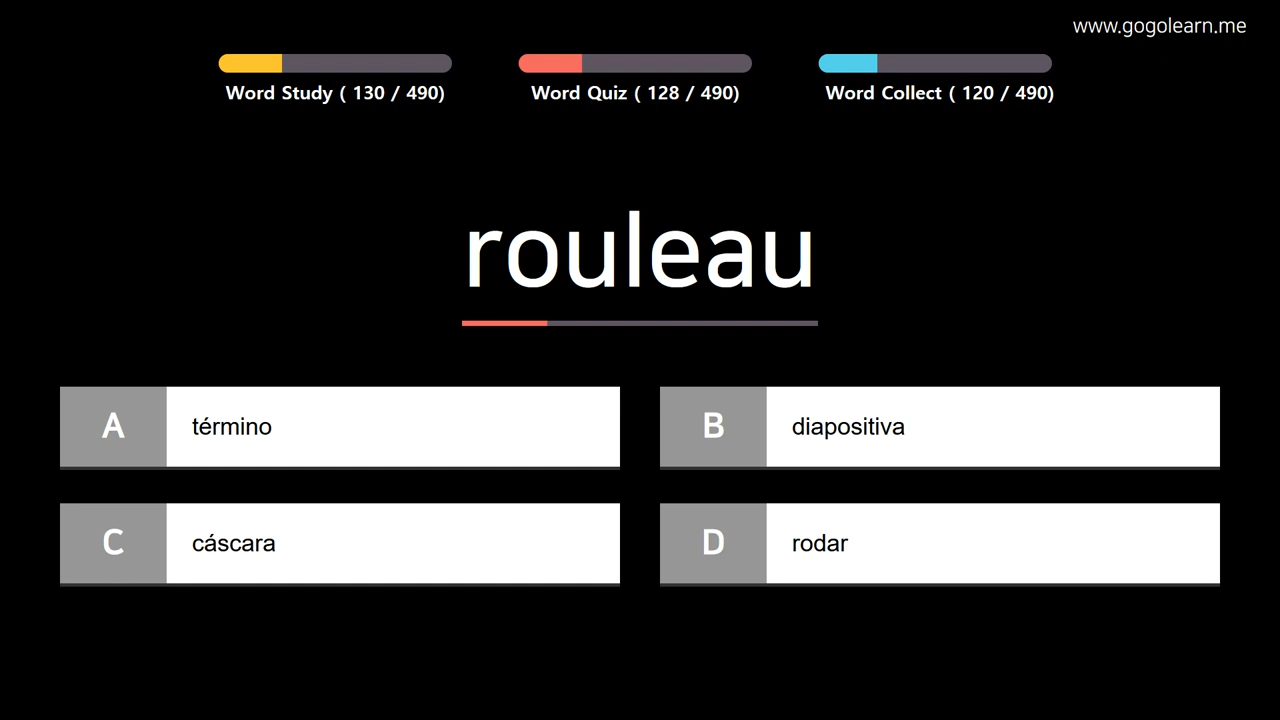 www.gogolearn.me
Word Study ( 130 / 490)
Word Quiz ( 128 / 490)
Word Collect ( 120 / 490)
rouleau
A término
B diapositiva
C cáscara
D rodar